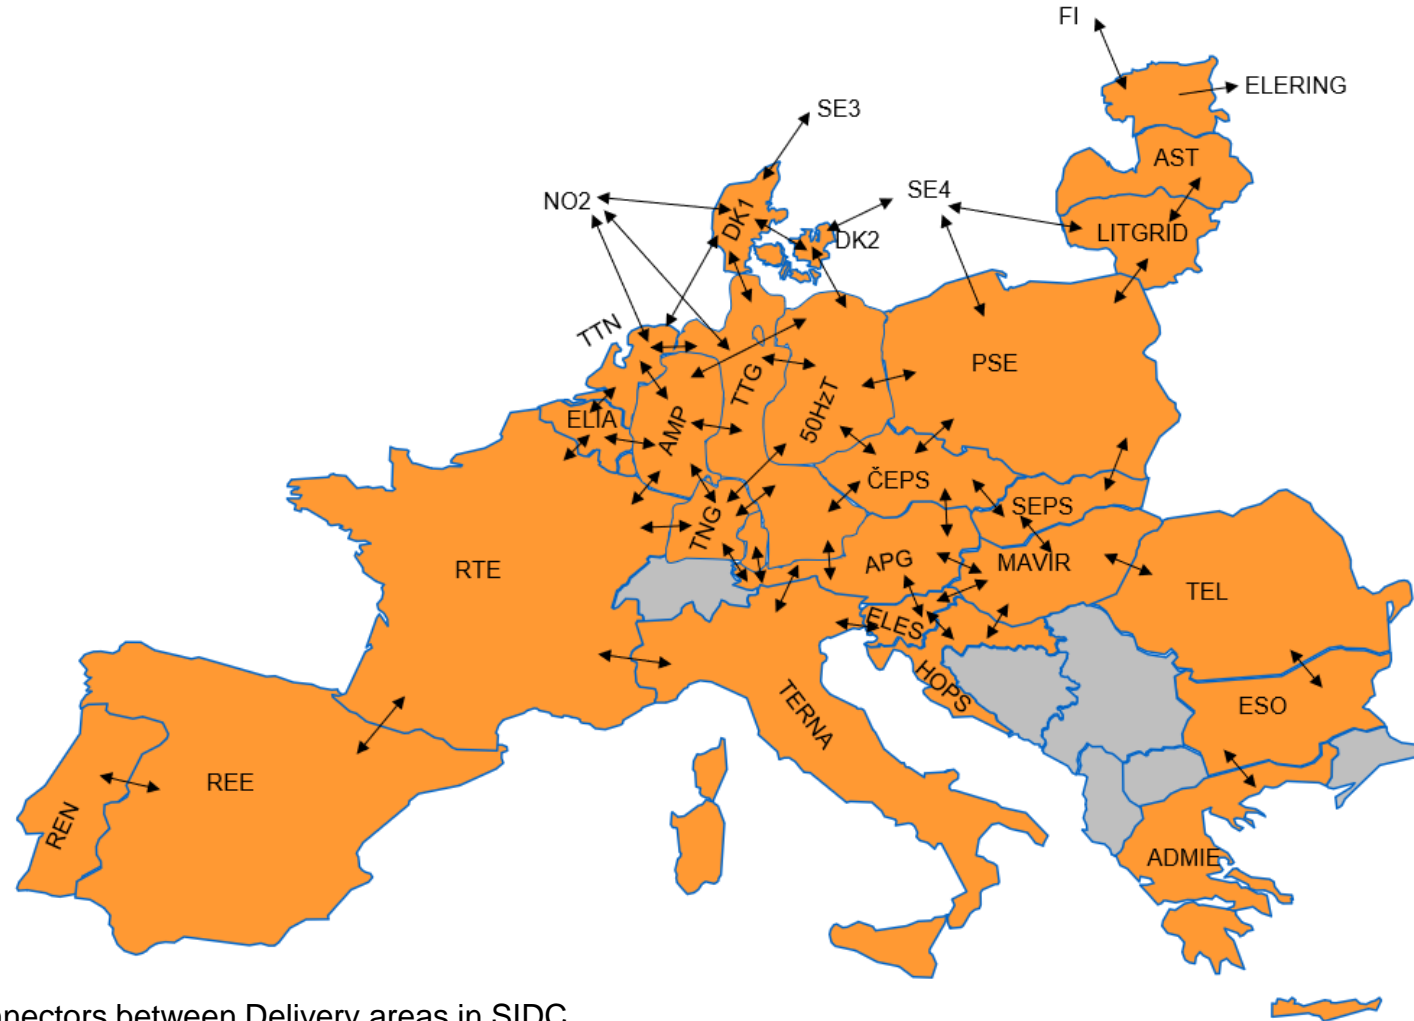 FI
ELERING
SE3
AST
SE4
NO2
DK1
LITGRID
DK2
TTN
PSE
TTG
50HzT
ELIA
AMP
ČEPS
SEPS
TNG
APG
MAVIR
RTE
TEL
ELES
HOPS
TERNA
ESO
REE
REN
ADMIE
nnectors between Delivery areas in SIDC